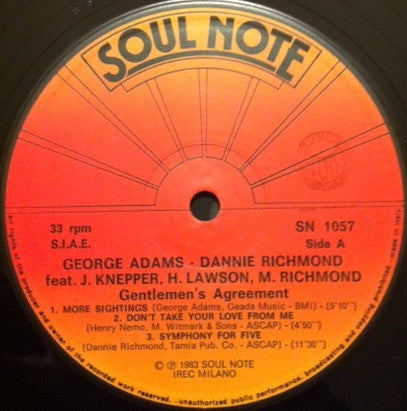 SOUL NOTE
33 rpm
SN 1057
S.I.A.E.
Side A
GEORGE ADAMS - DANNIE RICHMOND
feat. J. KNEPPER, H. LAWSON, M. RICHMOND
Gentlemen's Agreement
1. MORE SIGHTINGS (George Adams, Geada Music - BMI) - [5'10"]
2. DON'T TAKE YOUR LOVE FROM ME
(Henry Nemo, M. Witmark & Sons - ASCAP) - [4'50"]
3. SYMPHONY FOR FIVE
(Dannie Richmond, Tamia Pub. Co. - ASCAP) - [11'30"]
© ℗ 1983 SOUL NOTE
IREC MILANO
all rights of the producer and owner of the recorded work reserved. - unauthorized public performance, broadcasting and copying of this record prohibited. - made in Italy